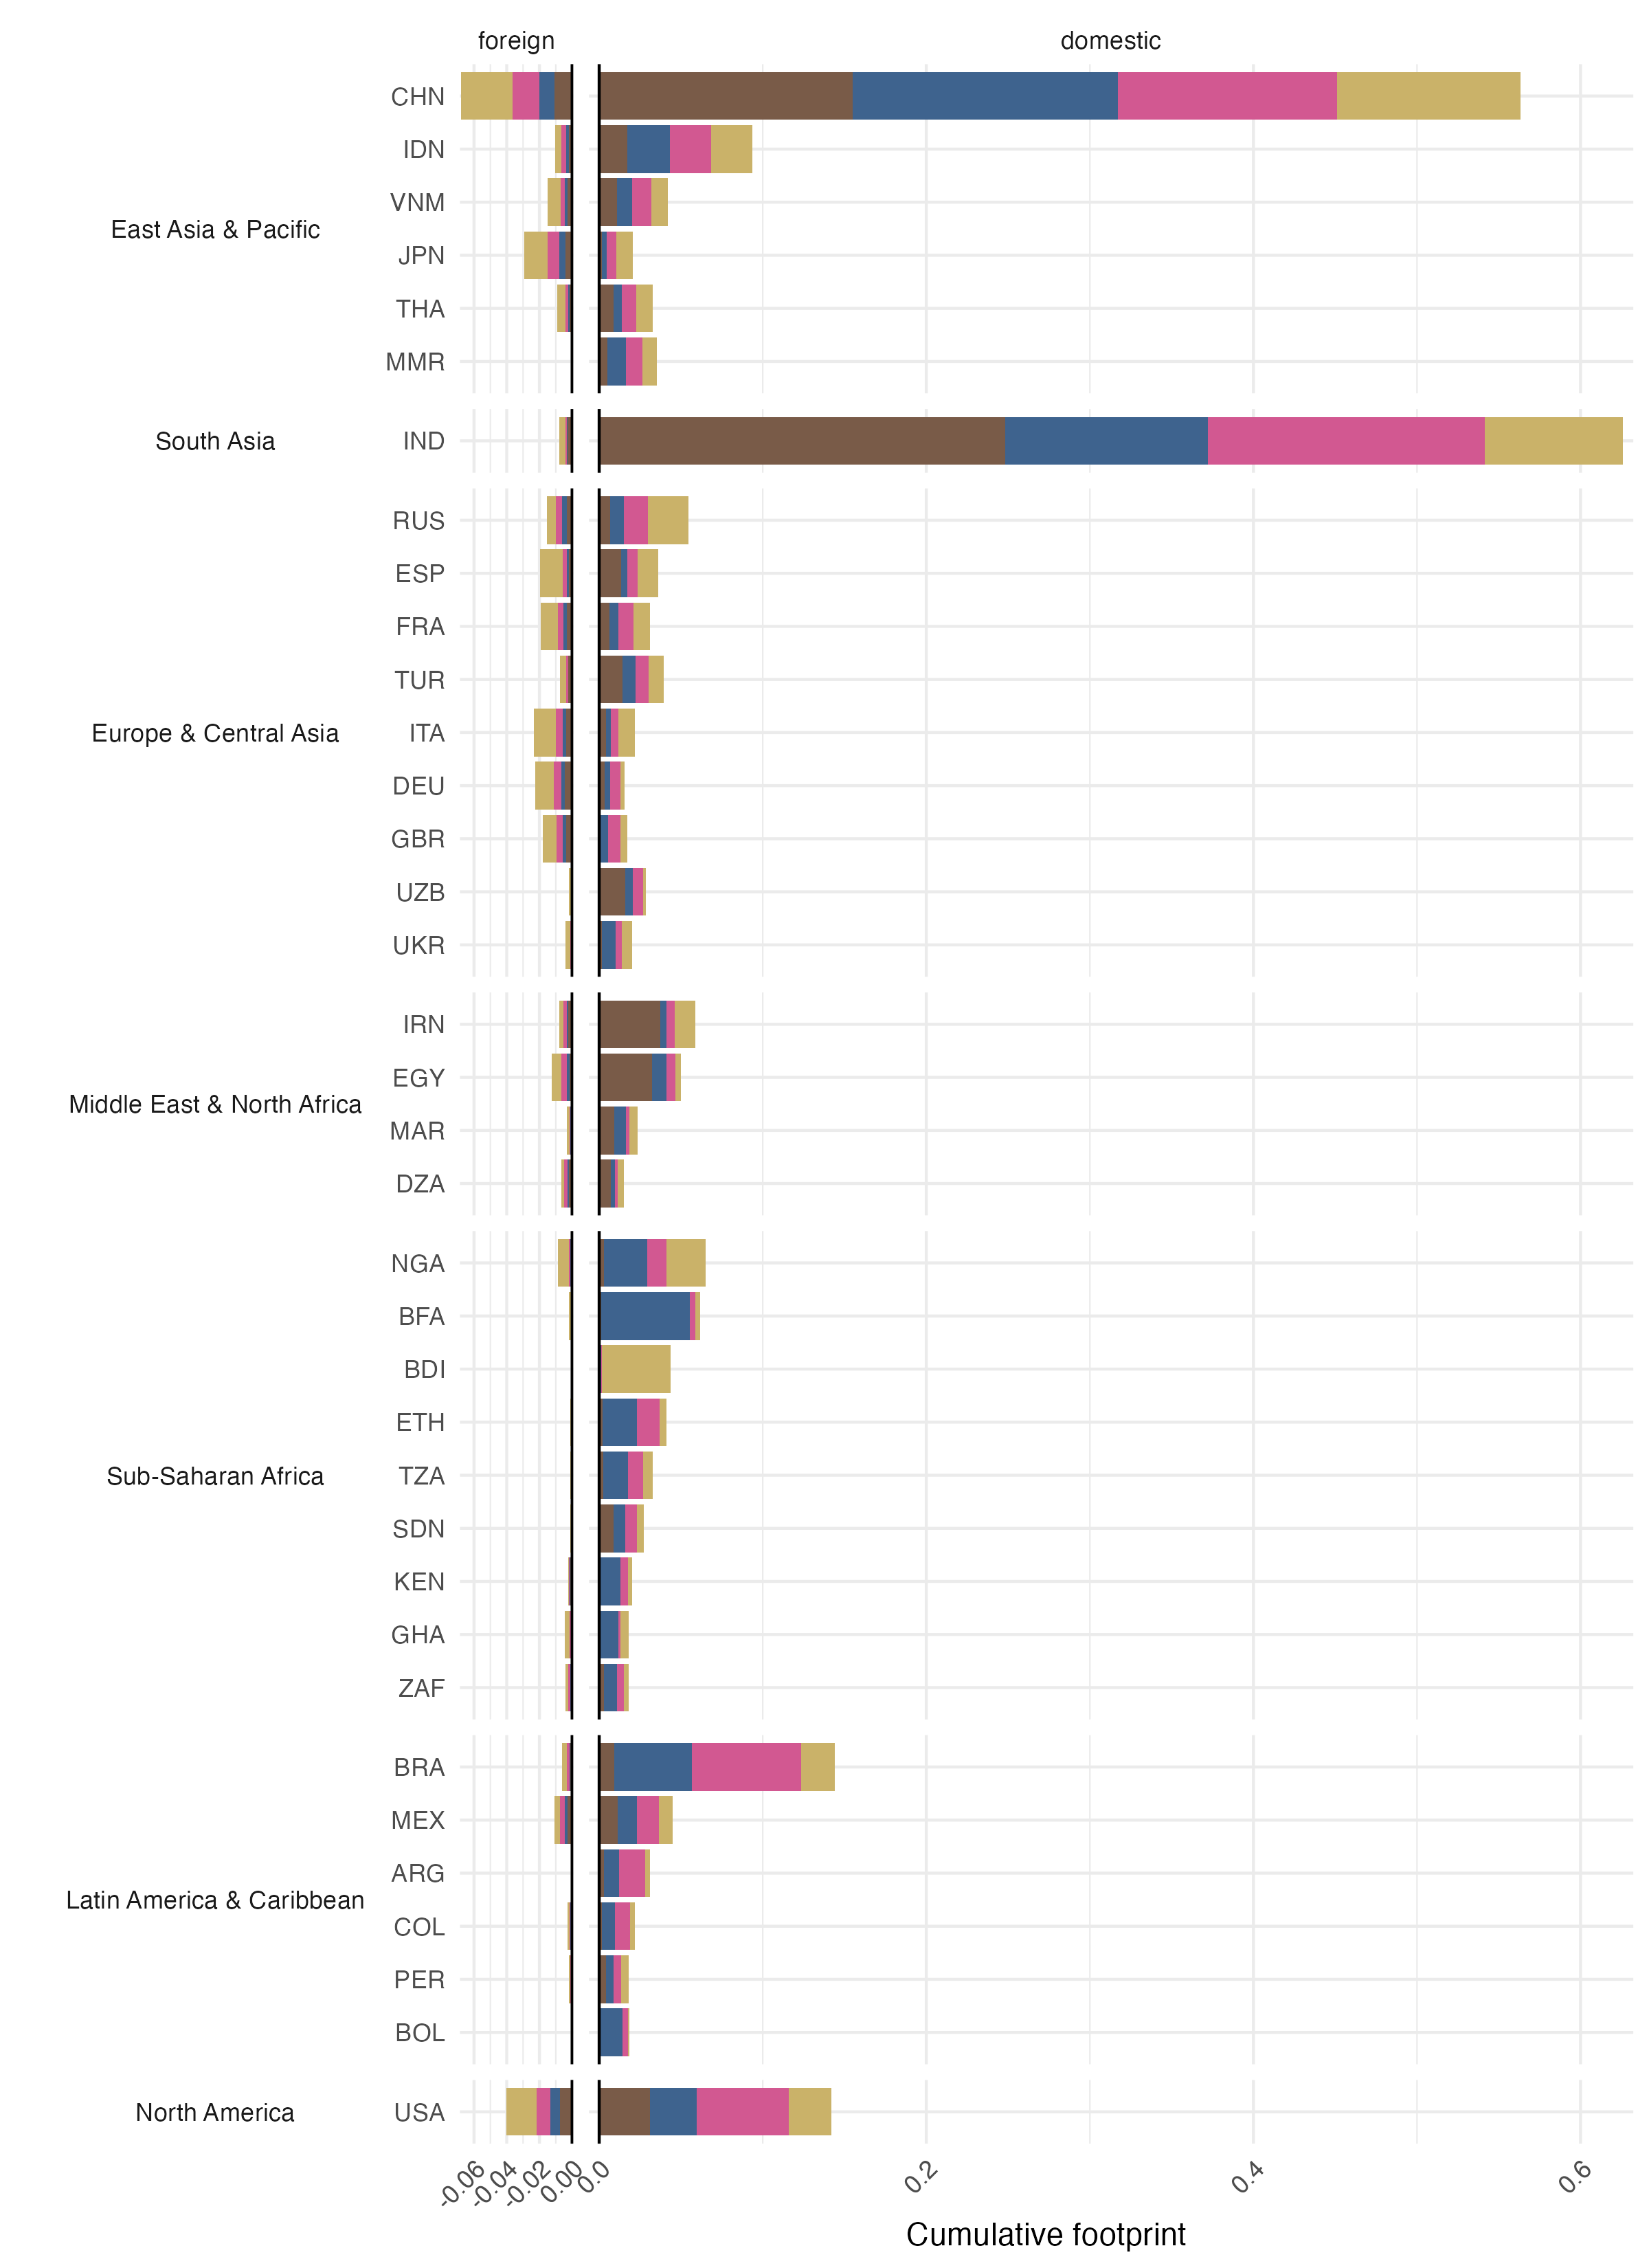 foreign domestic
CHN
IDN
VNM
East Asia & Pacific
JPN
THA
MMR
South Asia IND
RUS
ESP
FRA
TUR
Europe & Central Asia ITA
DEU
GBR
UZB
UKR
IRN
EGY
Middle East & North Africa
MAR
DZA
NGA
BFA
BDI
ETH
Sub-Saharan Africa TZA
SDN
KEN
GHA
ZAF
BRA
MEX
ARG
Latin America & Caribbean
COL
PER
BOL
North America USA
-0.06 -0.04 -0.02 0.00 0.0 0.2 0.4 0.6
Cumulative footprint